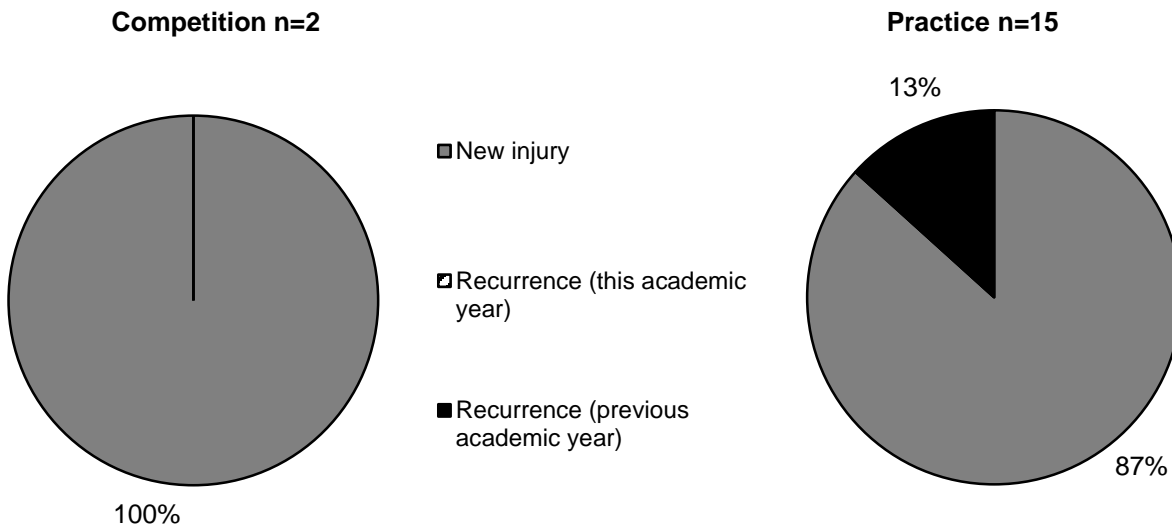 Competition n=2
Practice n=15
13%
New injury
Recurrence (this academic
year)
Recurrence (previous
academic year)
87%
100%